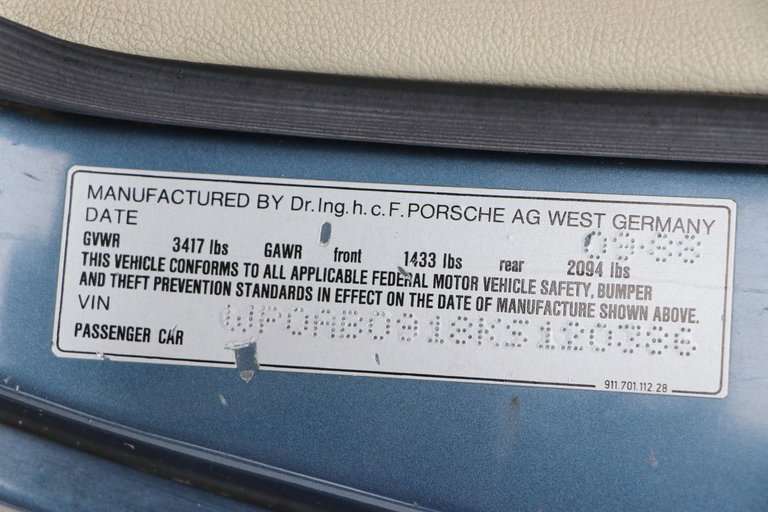 MANUFACTURED BY Dr.Ing.h.c.F.PORSCHE AG WEST GERMANY
DATE 09-88
GVWR 3417 lbs GAWR front 1433 lbs rear 2094 lbs
THIS VEHICLE CONFORMS TO ALL APPLICABLE FEDERAL MOTOR VEHICLE SAFETY, BUMPER
AND THEFT PREVENTION STANDARDS IN EFFECT ON THE DATE OF MANUFACTURE SHOWN ABOVE.
VIN WP0AB0918KS120386
PASSENGER CAR
911.701.112.28